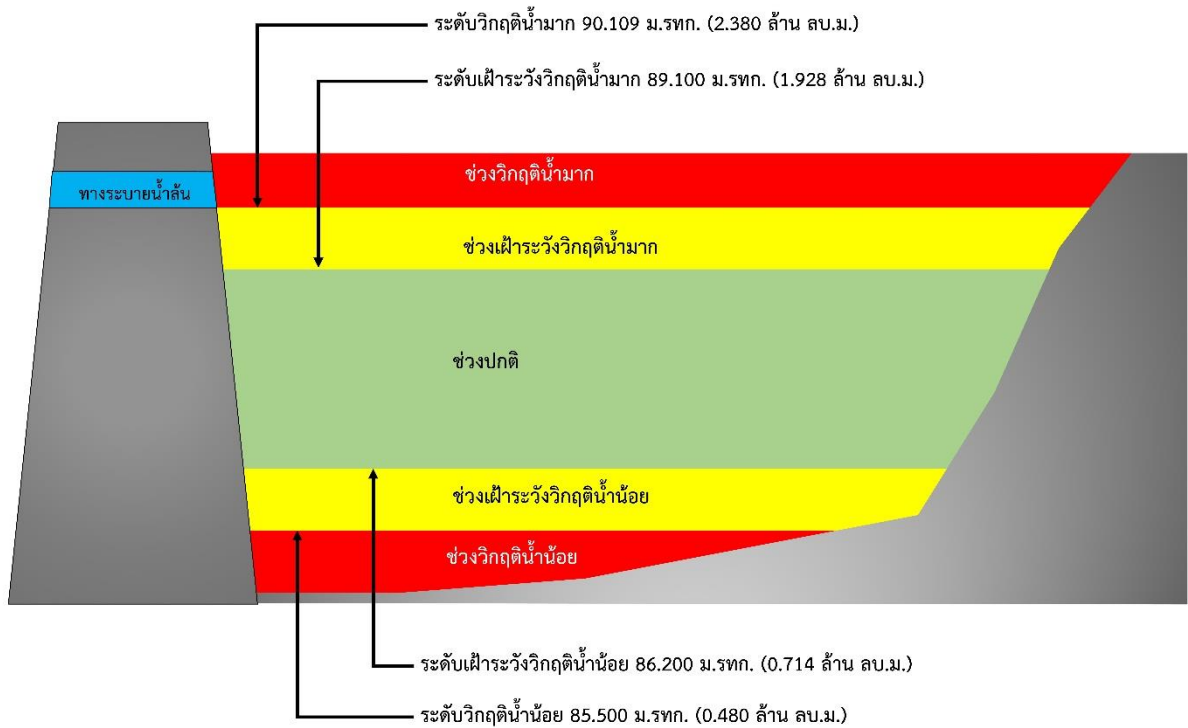 ระดับวิกฤติน้ำมาก 90.109 ม.รทก. (2.380 ล้าน ลบ.ม.)
ระดับเฝ้าระวังวิกฤติน้ำมาก 89.100 ม.รทก. (1.928 ล้าน ลบ.ม.)
ช่วงวิกฤติน้ำมาก
ทางระบายน้ำล้น
ช่วงเฝ้าระวังวิกฤติน้ำมาก
ช่วงปกติ
ช่วงเฝ้าระวังวิกฤติน้ำน้อย
ช่วงวิกฤติน้ำน้อย
ระดับเฝ้าระวังวิกฤติน้ำน้อย 86.200 ม.รทก. (0.714 ล้าน ลบ.ม.)
ระดับวิกฤติน้ำน้อย 85.500 ม.รทก. (0.480 ล้าน ลบ.ม.)